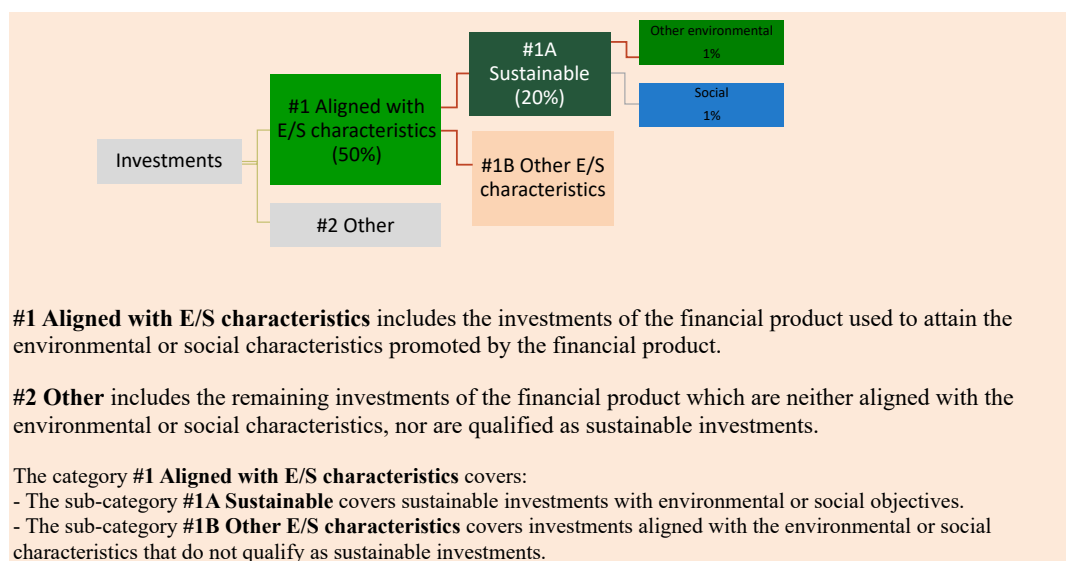 Investments
#1 Aligned with
E/S characteristics
(50%)
#2 Other
#1A
Sustainable
(20%)
#1B Other E/S
characteristics
Other environmental
1%
Social
1%
#1 Aligned with E/S characteristics includes the investments of the financial product used to attain the
environmental or social characteristics promoted by the financial product.
#2 Other includes the remaining investments of the financial product which are neither aligned with the
environmental or social characteristics, nor are qualified as sustainable investments.
The category #1 Aligned with E/S characteristics covers:
- The sub-category #1A Sustainable covers sustainable investments with environmental or social objectives.
- The sub-category #1B Other E/S characteristics covers investments aligned with the environmental or social
characteristics that do not qualify as sustainable investments.